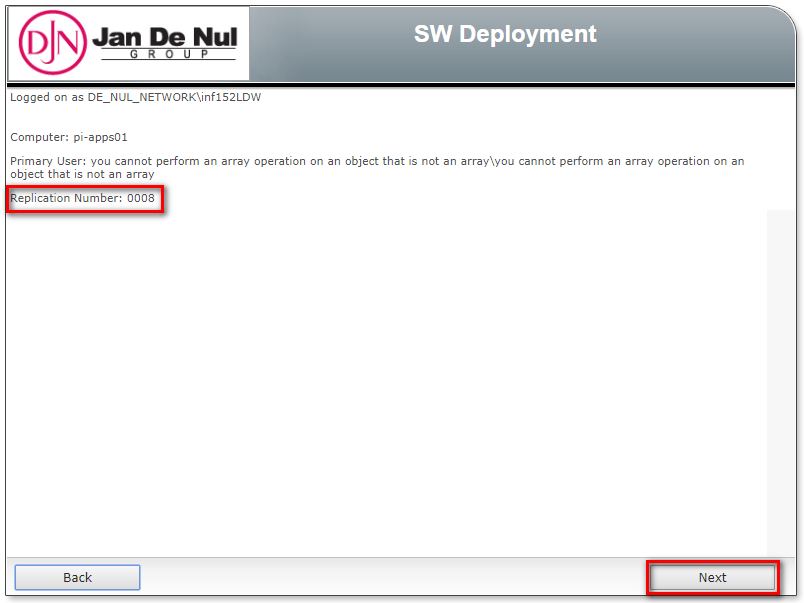 DJN Jan De Nul
GROUP
SW Deployment
Logged on as DE_NUL_NETWORK\inf152LDW
Computer: pi-apps01
Primary User: you cannot perform an array operation on an object that is not an array\you cannot perform an array operation on an
object that is not an array
Replication Number: 0008
Back
Next